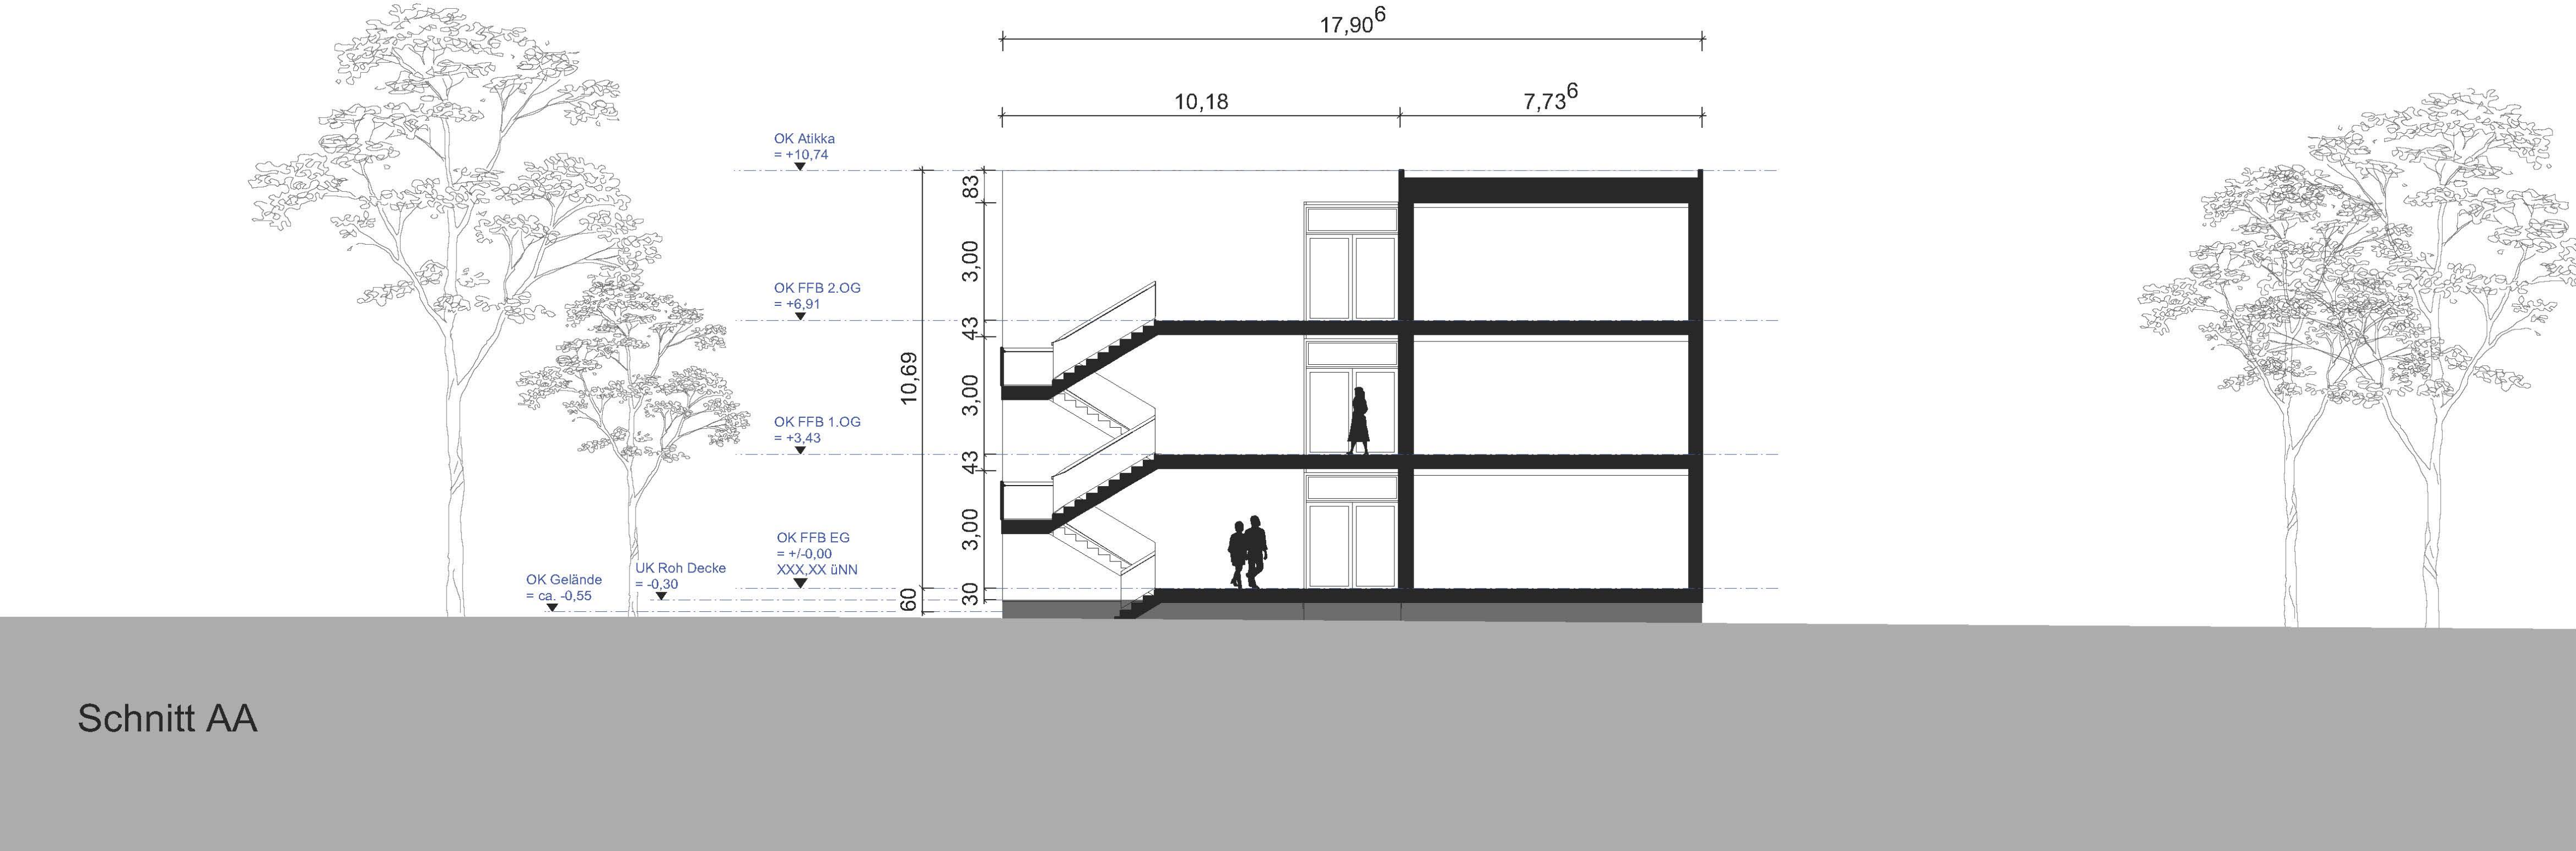 17,90⁶
10,18
7,73⁶
OK Atikka
= +10,74
83
3,00
OK FFB 2.OG
= +6,91
43
10,69
3,00
OK FFB 1.OG
= +3,43
43
3,00
OK FFB EG
= +/-0,00
XXX,XX üNN
UK Roh Decke
= -0,30
OK Gelände
= ca. -0,55
60
30
Schnitt AA